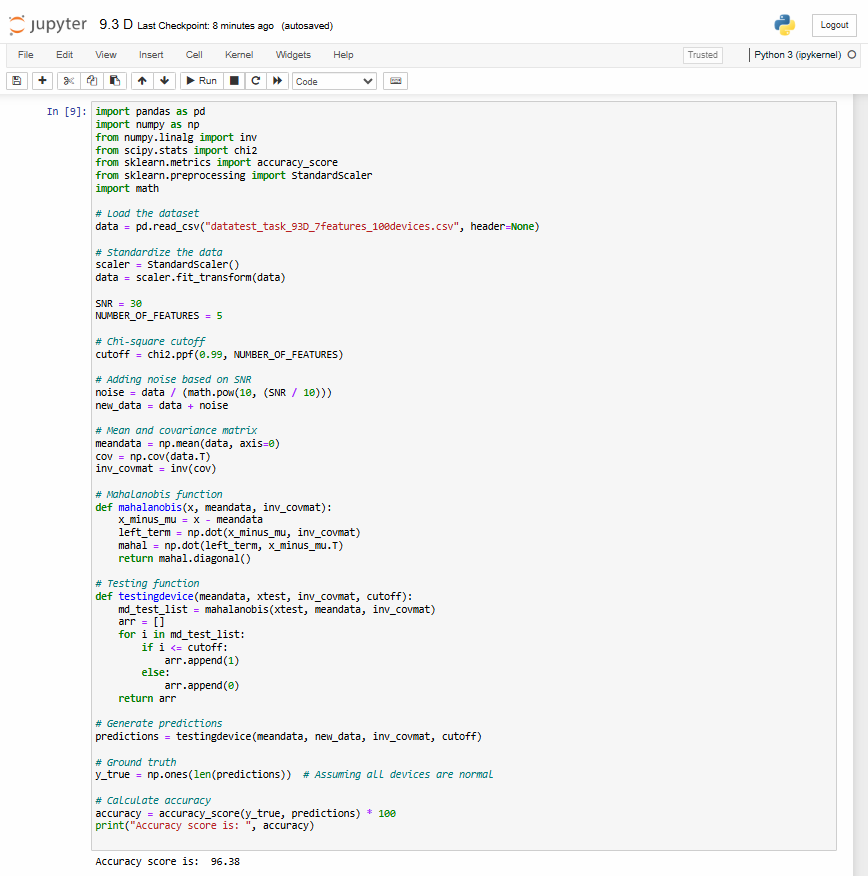 jupyter 9.3 D Last Checkpoint: 8 minutes ago (autosaved)
Logout
File Edit View Insert Cell Kernel Widgets Help
Trusted
Python 3 (ipykernel)
Run
Code
In [9]:
import pandas as pd
import numpy as np
from numpy.linalg import inv
from scipy.stats import chi2
from sklearn.metrics import accuracy_score
from sklearn.preprocessing import StandardScaler
import math

# Load the dataset
data = pd.read_csv("datatest_task_93D_7features_100devices.csv", header=None)

# Standardize the data
scaler = StandardScaler()
data = scaler.fit_transform(data)

SNR = 30
NUMBER_OF_FEATURES = 5

# Chi-square cutoff
cutoff = chi2.ppf(0.99, NUMBER_OF_FEATURES)

# Adding noise based on SNR
noise = data / (math.pow(10, (SNR / 10)))
new_data = data + noise

# Mean and covariance matrix
meandata = np.mean(data, axis=0)
cov = np.cov(data.T)
inv_covmat = inv(cov)

# Mahalanobis function
def mahalanobis(x, meandata, inv_covmat):
    x_minus_mu = x - meandata
    left_term = np.dot(x_minus_mu, inv_covmat)
    mahal = np.dot(left_term, x_minus_mu.T)
    return mahal.diagonal()

# Testing function
def testingdevice(meandata, xtest, inv_covmat, cutoff):
    md_test_list = mahalanobis(xtest, meandata, inv_covmat)
    arr = []
    for i in md_test_list:
        if i <= cutoff:
            arr.append(1)
        else:
            arr.append(0)
    return arr

# Generate predictions
predictions = testingdevice(meandata, new_data, inv_covmat, cutoff)

# Ground truth
y_true = np.ones(len(predictions))  # Assuming all devices are normal

# Calculate accuracy
accuracy = accuracy_score(y_true, predictions) * 100
print("Accuracy score is: ", accuracy)

Accuracy score is:  96.38